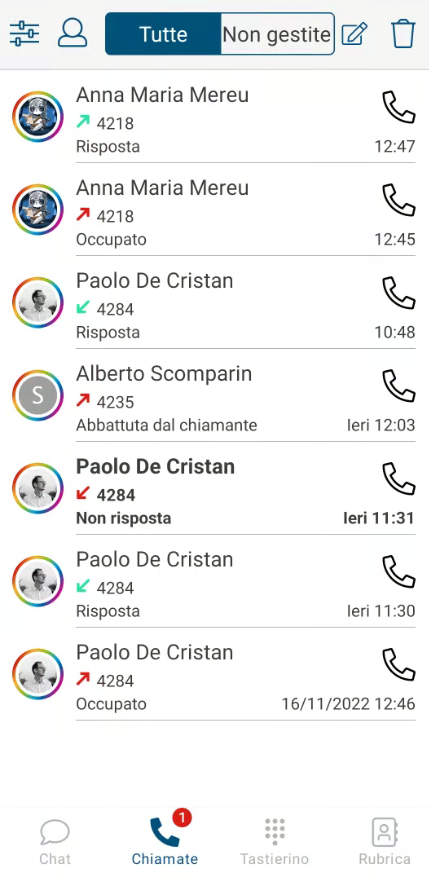 Tutte
Non gestite
Anna Maria Mereu
4218
Risposta 12:47
Anna Maria Mereu
4218
Occupato 12:45
Paolo De Cristan
4284
Risposta 10:48
S
Alberto Scomparin
4235
Abbattuta dal chiamante Ieri 12:03
Paolo De Cristan
4284
Non risposta Ieri 11:31
Paolo De Cristan
4284
Risposta Ieri 11:30
Paolo De Cristan
4284
Occupato 16/11/2022 12:46
1
Chat Chiamate Tastierino Rubrica